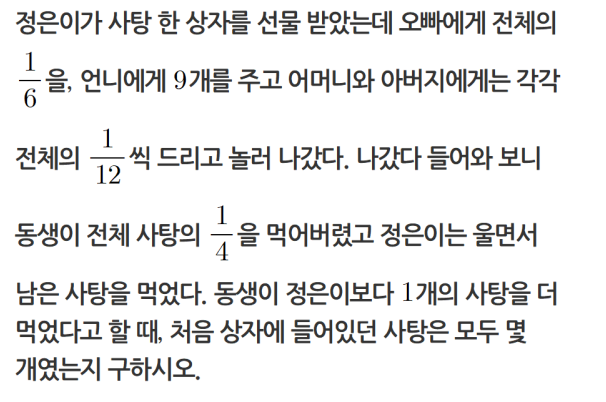 정은이가 사탕 한 상자를 선물 받았는데 오빠에게 전체의
1/6을, 언니에게 9개를 주고 어머니와 아버지에게는 각각
전체의 1/12씩 드리고 놀러 나갔다. 나갔다 들어와 보니
동생이 전체 사탕의 1/4을 먹어버렸고 정은이는 울면서
남은 사탕을 먹었다. 동생이 정은이보다 1개의 사탕을 더
먹었다고 할 때, 처음 상자에 들어있던 사탕은 모두 몇
개였는지 구하시오.